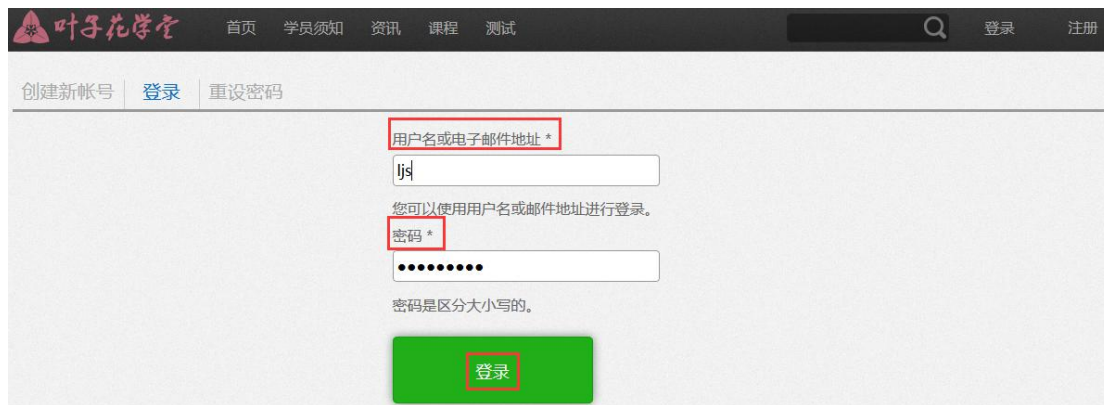 叶子花学堂 首页 学员须知 资讯 课程 测试 登录 注册
创建新帐号 登录 重设密码
用户名或电子邮件地址 *
ljs
您可以使用用户名或邮件地址进行登录。
密码 *
●●●●●●●●●
密码是区分大小写的。
登录